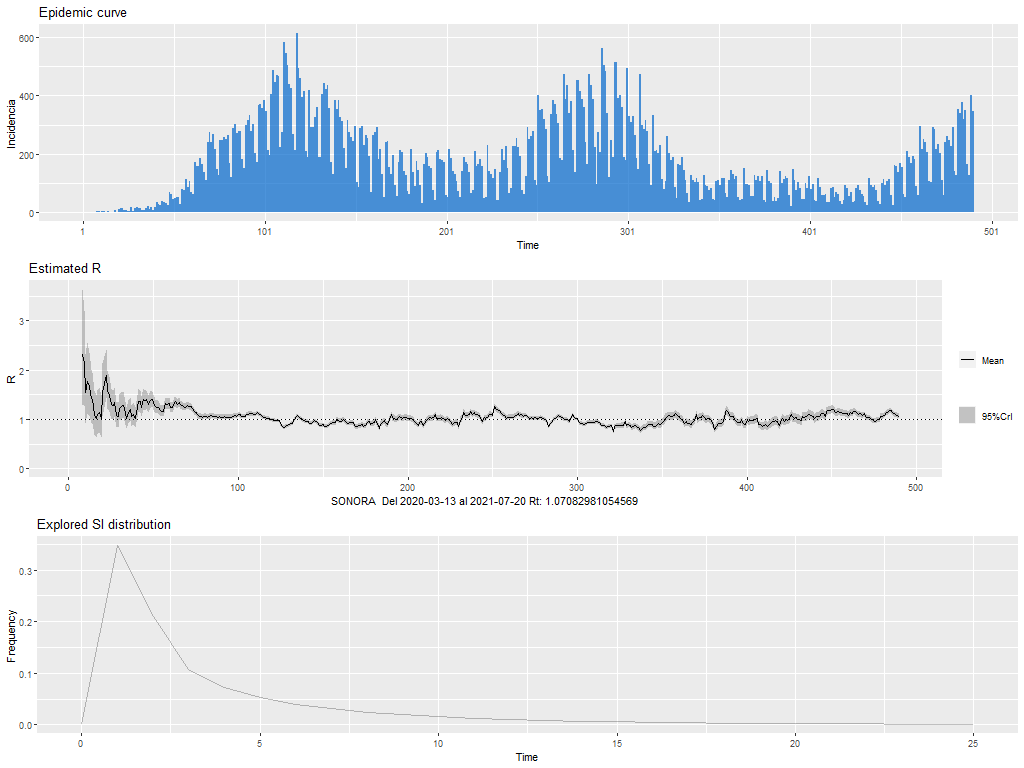 Epidemic curve
600
400
200
0
Incidencia
1 101 201 301 401 501
Time
Estimated R
3
2
1
0
R
Mean
95%CrI
0 100 200 300 400 500
SONORA Del 2020-03-13 al 2021-07-20 Rt: 1.07082981054569
Explored SI distribution
0.3
0.2
0.1
0.0
Frequency
0 5 10 15 20 25
Time